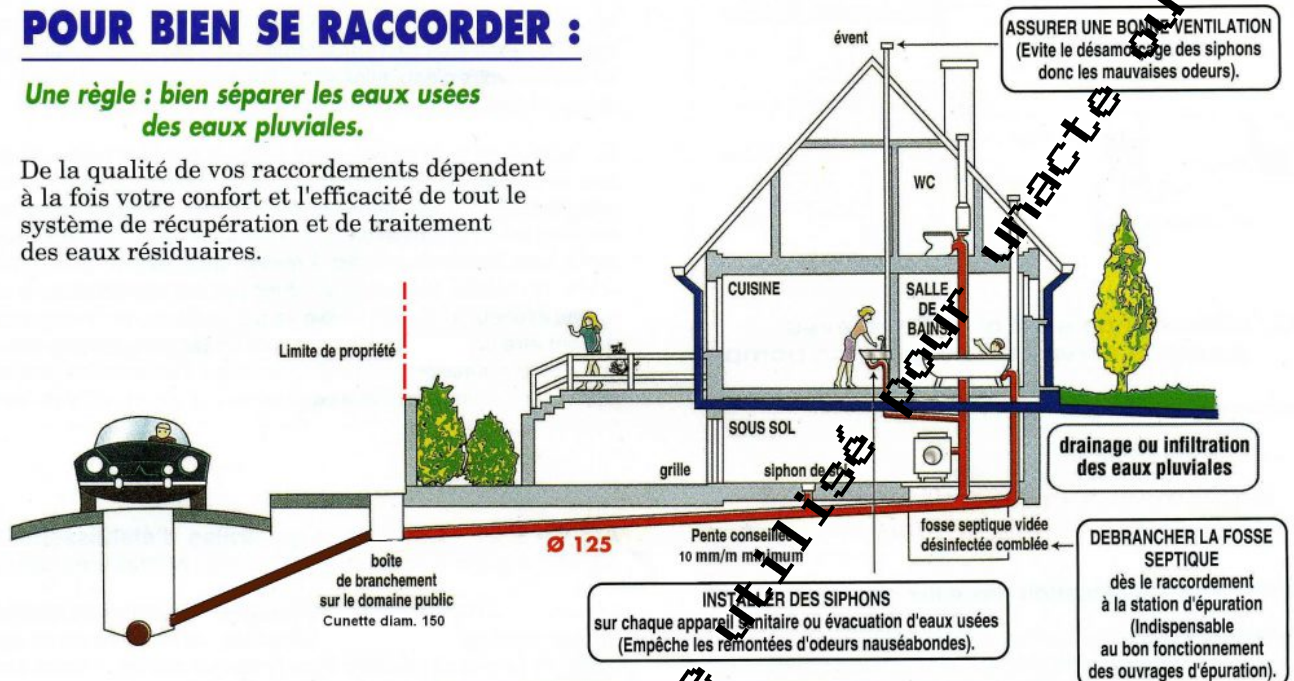 POUR BIEN SE RACCORDER :
Une règle : bien séparer les eaux usées
des eaux pluviales.
De la qualité de vos raccordements dépendent
à la fois votre confort et l'efficacité de tout le
système de récupération et de traitement
des eaux résiduaires.
évent
ASSURER UNE BONNE VENTILATION
(Evite le désamorçage des siphons
donc les mauvaises odeurs).
WC
CUISINE
SALLE
DE
BAINS
Limite de propriété
SOUS SOL
grille
siphon de sol
drainage ou infiltration
des eaux pluviales
boîte
de branchement
sur le domaine public
Cunette diam. 150
Ø 125
Pente conseillée
10 mm/m minimum
fosse septique vidée
désinfectée comblée
INSTALLER DES SIPHONS
sur chaque appareil sanitaire ou évacuation d'eaux usées
(Empêche les remontées d'odeurs nauséabondes).
DEBRANCHER LA FOSSE
SEPTIQUE
dès le raccordement
à la station d'épuration
(Indispensable
au bon fonctionnement
des ouvrages d'épuration).
utilisé pour unacte ou